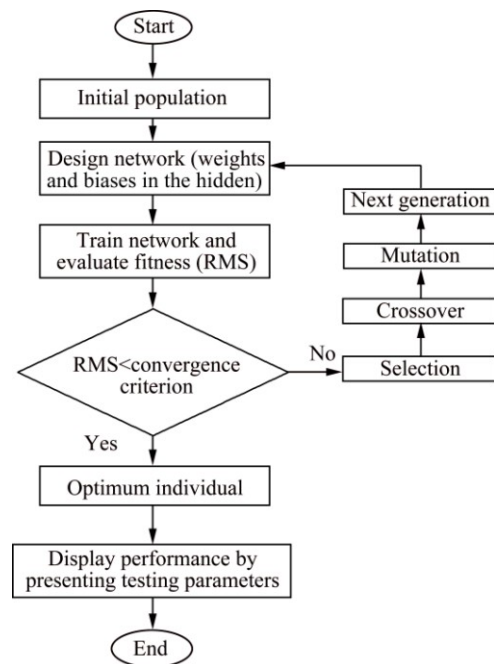 Start
Initial population
Design network (weights
and biases in the hidden)
Train network and
evaluate fitness (RMS)
RMS<convergence
criterion
No
Selection
Crossover
Mutation
Next generation
Yes
Optimum individual
Display performance by
presenting testing parameters
End